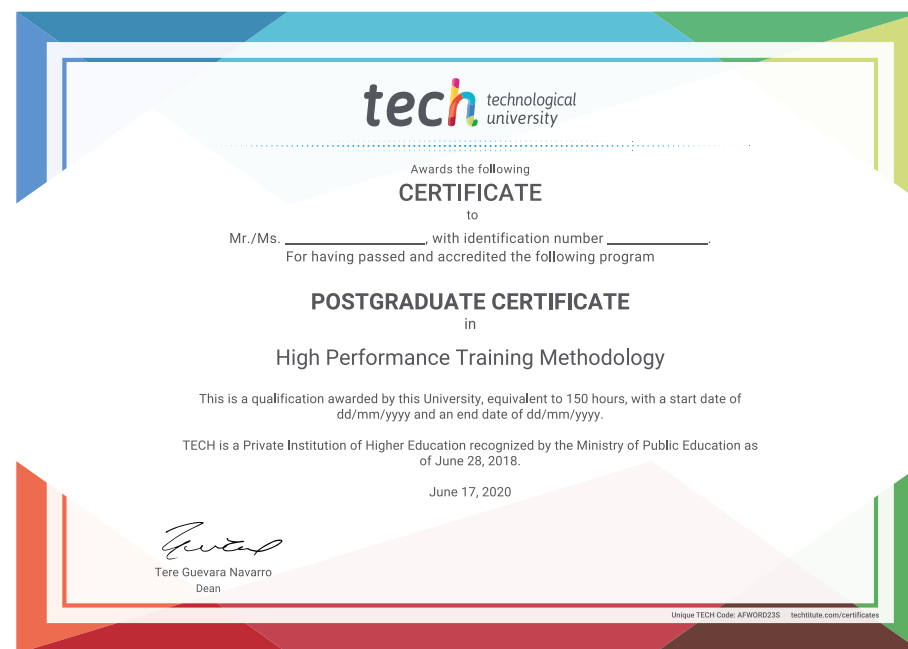 tech technological
university
Awards the following
CERTIFICATE
to
Mr./Ms. ____________________, with identification number ______________.
For having passed and accredited the following program
POSTGRADUATE CERTIFICATE
in
High Performance Training Methodology
This is a qualification awarded by this University, equivalent to 150 hours, with a start date of
dd/mm/yyyy and an end date of dd/mm/yyyy.
TECH is a Private Institution of Higher Education recognized by the Ministry of Public Education as
of June 28, 2018.
June 17, 2020
Tere Guevara Navarro
Dean
Unique TECH Code: AFWORD23S techtitute.com/certificates